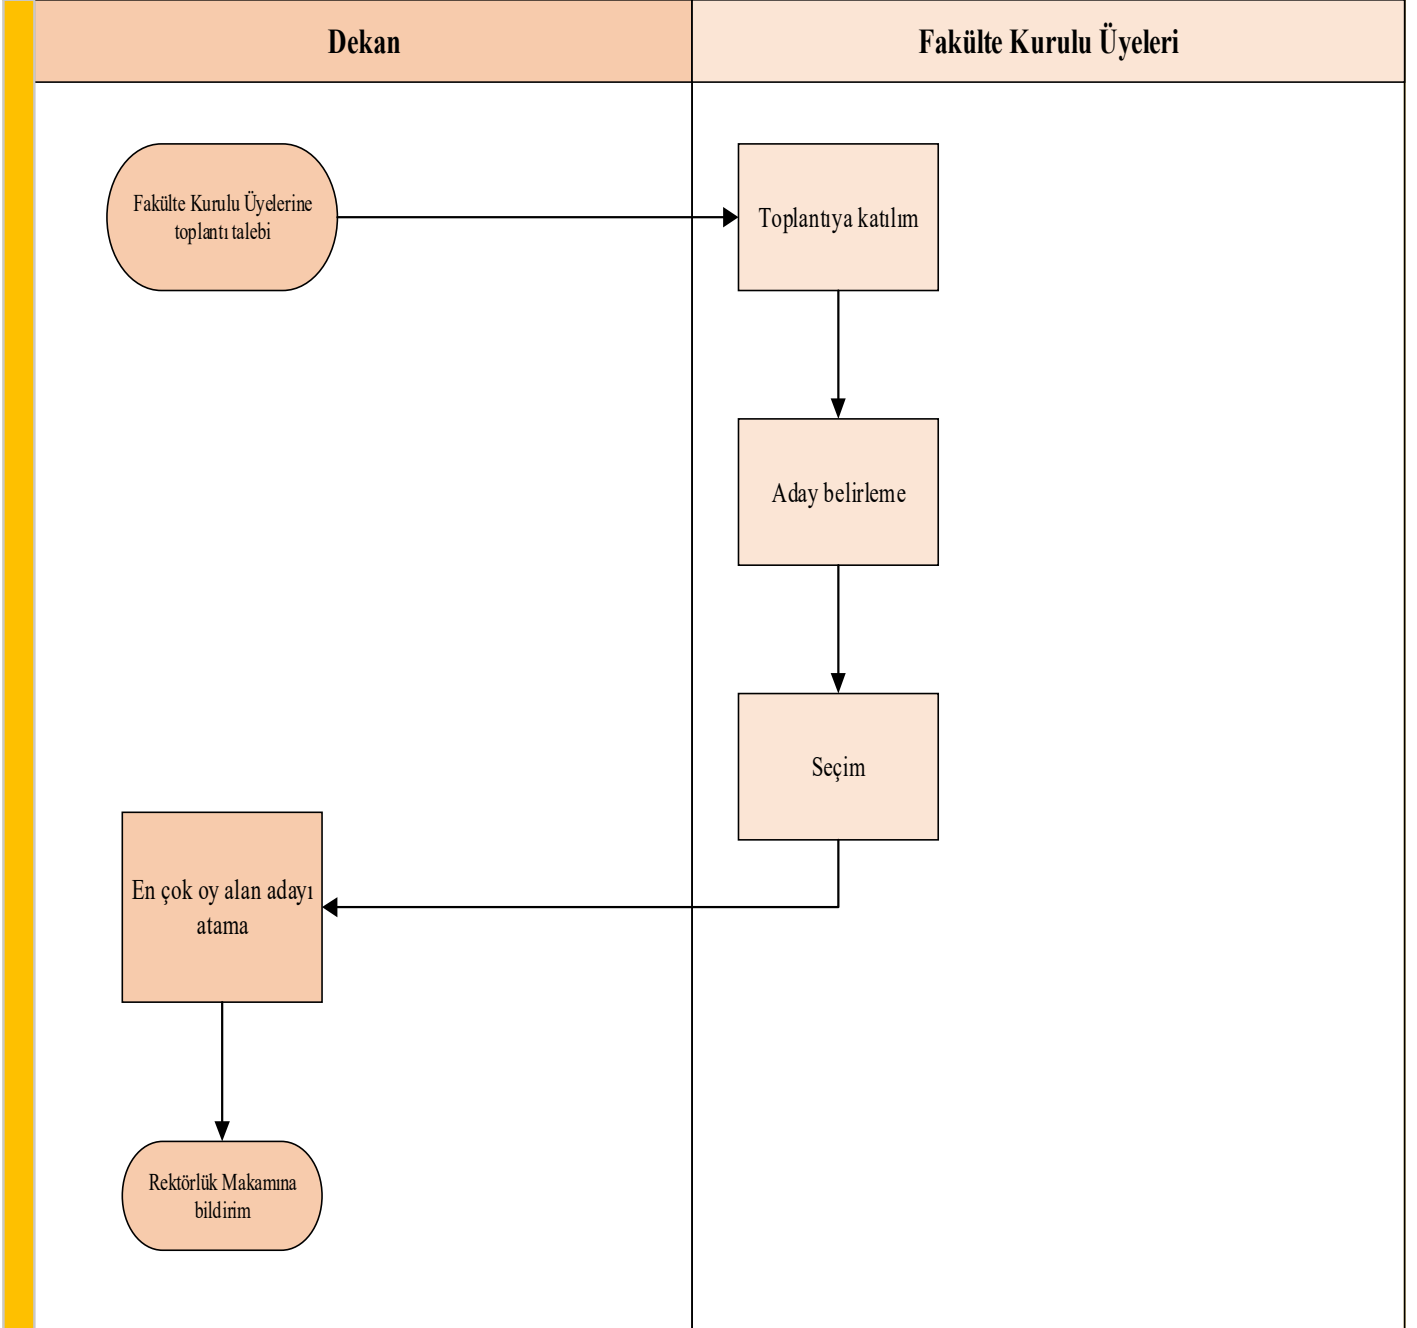 Dekan
Fakülte Kurulu Üyeleri
Fakülte Kurulu Üyelerine
toplantı talebi
Toplantıya katılım
Aday belirleme
Seçim
En çok oy alan adayı
atama
Rektörlük Makamına
bildirim